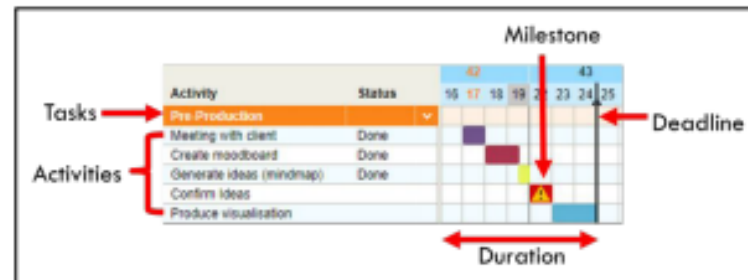 Milestone
42 43
Activity Status 16 17 18 19 22 23 24 25
Tasks
Pre-Production
Deadline
Meeting with client Done
Create moodboard Done
Activities
Generate ideas (mindmap) Done
Confirm Ideas
Produce visualisation
Duration